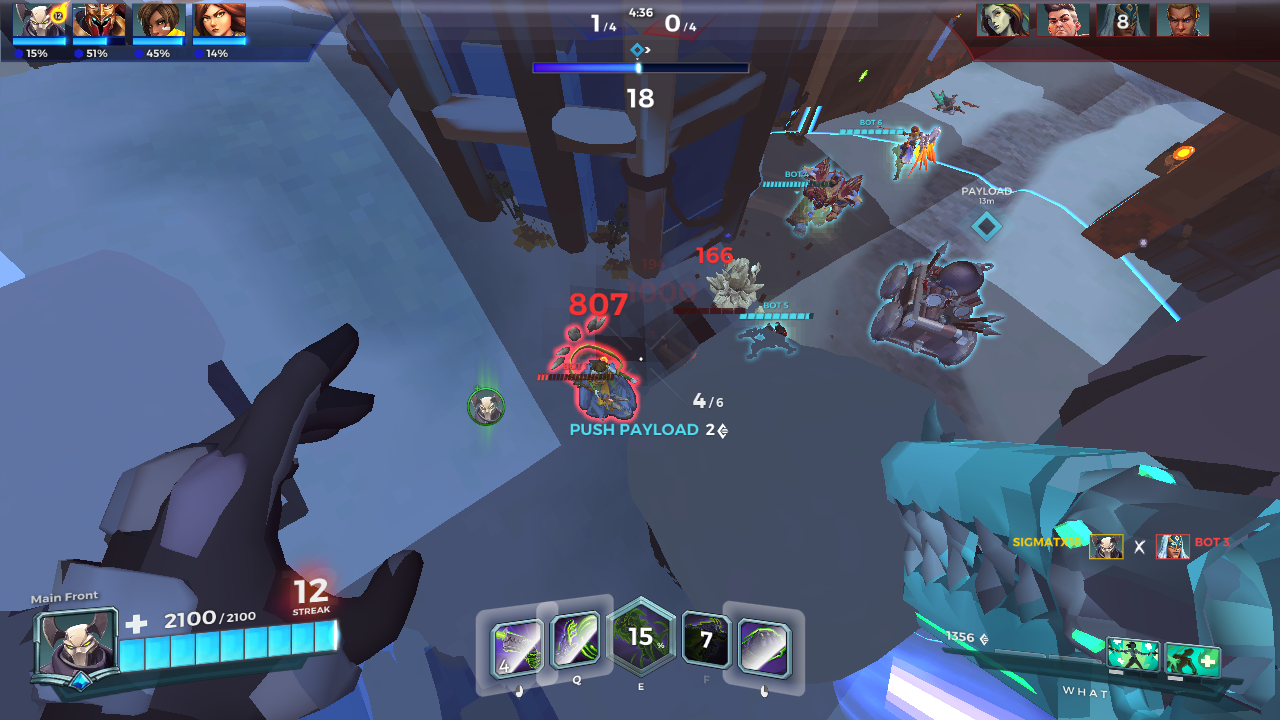 12
15%
51%
45%
14%
1/4
4:36
0/4
8
18
BOT 6
BOT 4
PAYLOAD
13m
166
1000
807
BOT 5
4/6
PUSH PAYLOAD 2
BOT 3
Main Front
12
STREAK
2100/2100
4
15%
7
Q
E
F
1356
WHAT